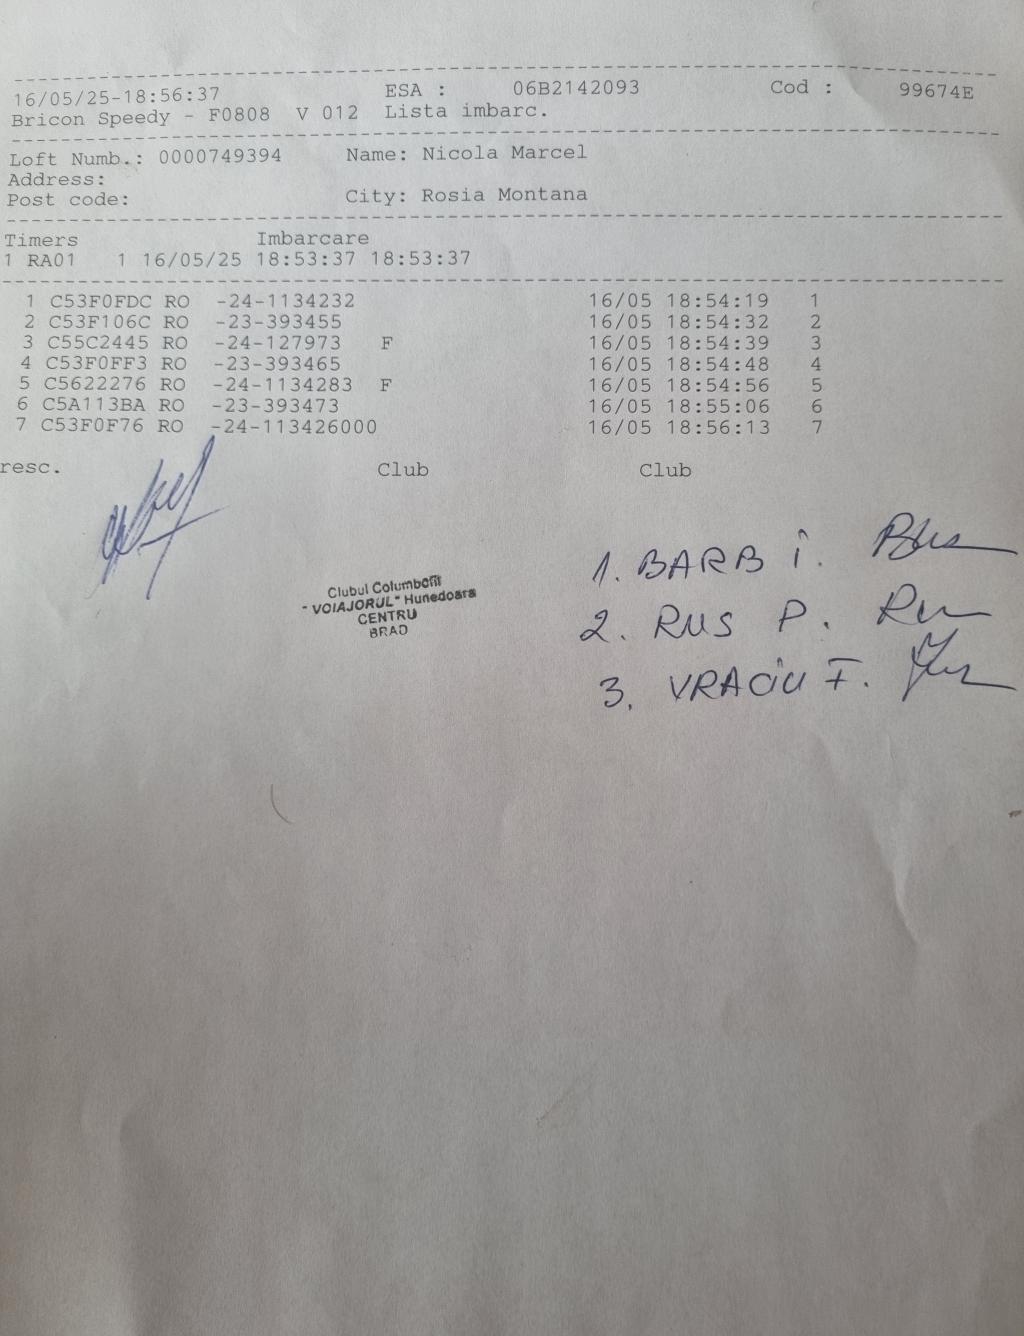 16/05/25-18:56:37 ESA : 06B2142093 Cod : 99674E
Bricon Speedy - F0808 V 012 Lista imbarc.
Loft Numb.: 0000749394 Name: Nicola Marcel
Address:
Post code: City: Rosia Montana
Timers Imbarcare
1 RA01 1 16/05/25 18:53:37 18:53:37
1 C53F0FDC RO -24-1134232 16/05 18:54:19 1
2 C53F106C RO -23-393455 16/05 18:54:32 2
3 C55C2445 RO -24-127973 F 16/05 18:54:39 3
4 C53F0FF3 RO -23-393465 16/05 18:54:48 4
5 C5622276 RO -24-1134283 F 16/05 18:54:56 5
6 C5A113BA RO -23-393473 16/05 18:55:06 6
7 C53F0F76 RO -24-113426000 16/05 18:56:13 7
resc. Club Club
Clubul Columbofil
"VOIAJORUL" Hunedoara
CENTRU
BRAD
1. BARB I.
2. RUS P.
3. VRACIU I.